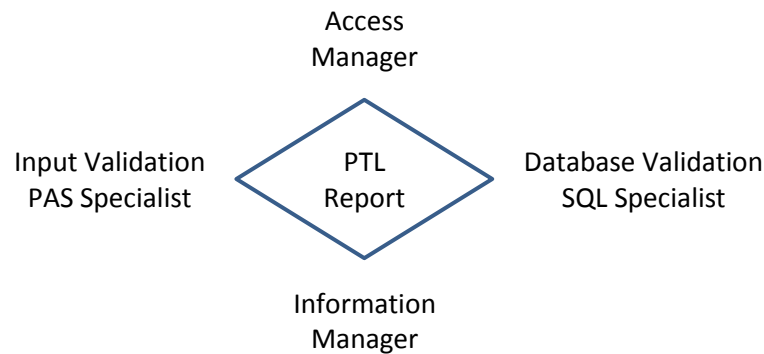 Access
Manager
Input Validation
PAS Specialist
PTL
Report
Database Validation
SQL Specialist
Information
Manager